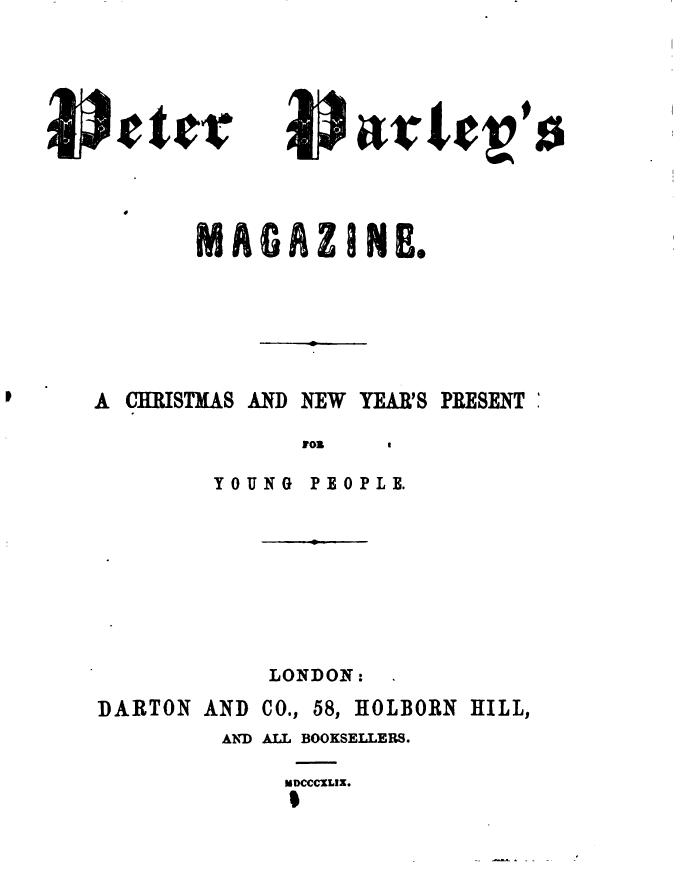 Peter Parley's
MAGAZINE.
A CHRISTMAS AND NEW YEAR'S PRESENT
FOR
YOUNG PEOPLE.
LONDON:
DARTON AND CO., 58, HOLBORN HILL,
AND ALL BOOKSELLERS.
MDCCCXLIX.